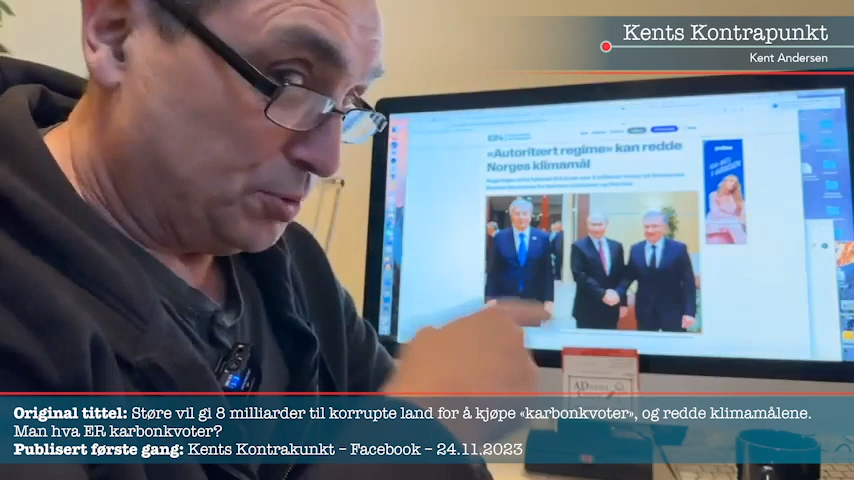 Kents Kontrapunkt
Kent Andersen
«Autoritært regime» kan redde
Norges klimamål
Original tittel: Støre vil gi 8 milliarder til korrupte land for å kjøpe «karbonkvoter», og redde klimamålene.
Man hva ER karbonkvoter?
Publisert første gang: Kents Kontrakunkt – Facebook – 24.11.2023